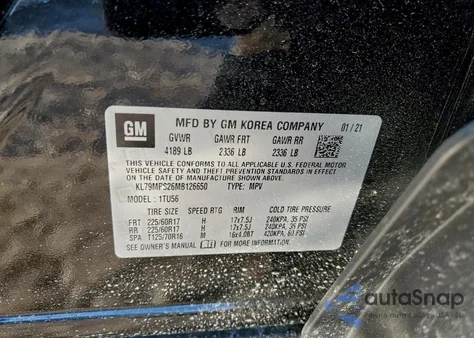 GM
MFD BY GM KOREA COMPANY 01/21
GVWR GAWR FRT GAWR RR
4189 LB 2336 LB 2336 LB
THIS VEHICLE CONFORMS TO ALL APPLICABLE U.S. FEDERAL MOTOR
VEHICLE SAFETY, BUMPER, AND THEFT PREVENTION STANDARDS IN
EFFECT ON THE DATE OF MANUFACTURE SHOWN ABOVE.
KL79MPS26MB126650 TYPE: MPV
MODEL: 1TU56
TIRE SIZE SPEED RTG RIM COLD TIRE PRESSURE
FRT 225/60R17 H 17x7.5J 240KPA, 35 PSI
RR 225/60R17 H 17x7.5J 240KPA, 35 PSI
SPA T125/70R16 M 16x4.0BT 420KPA, 60 PSI
SEE OWNER'S MANUAL FOR ADDITIONAL INFORMATION.
autoSnap